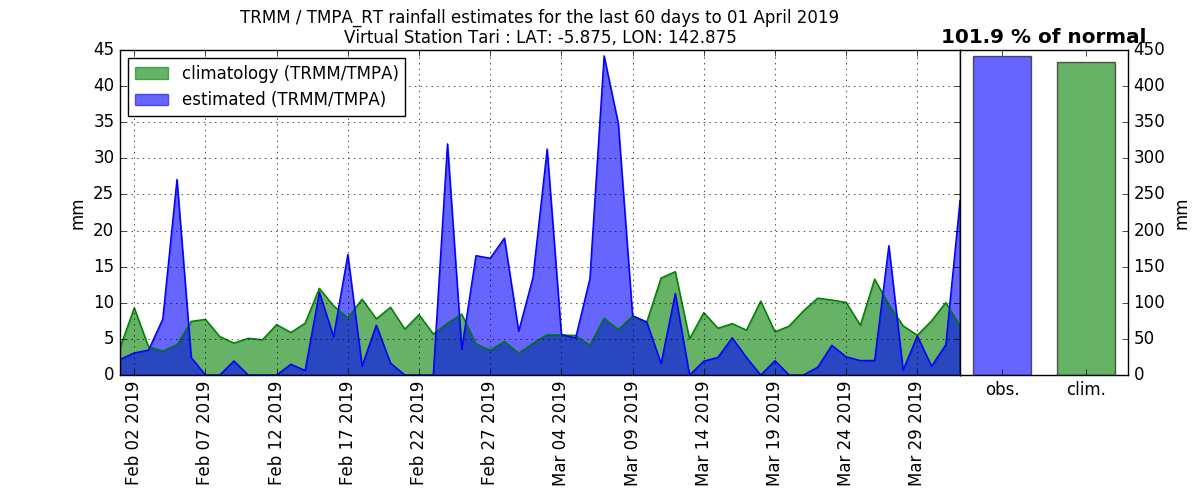 TRMM / TMPA_RT rainfall estimates for the last 60 days to 01 April 2019
Virtual Station Tari : LAT: -5.875, LON: 142.875
101.9 % of normal
climatology (TRMM/TMPA)
estimated (TRMM/TMPA)
45
40
35
30
25
20
15
10
5
0
mm
Feb 02 2019
Feb 07 2019
Feb 12 2019
Feb 17 2019
Feb 22 2019
Feb 27 2019
Mar 04 2019
Mar 09 2019
Mar 14 2019
Mar 19 2019
Mar 24 2019
Mar 29 2019
obs.
clim.
450
400
350
300
250
200
150
100
50
0
mm